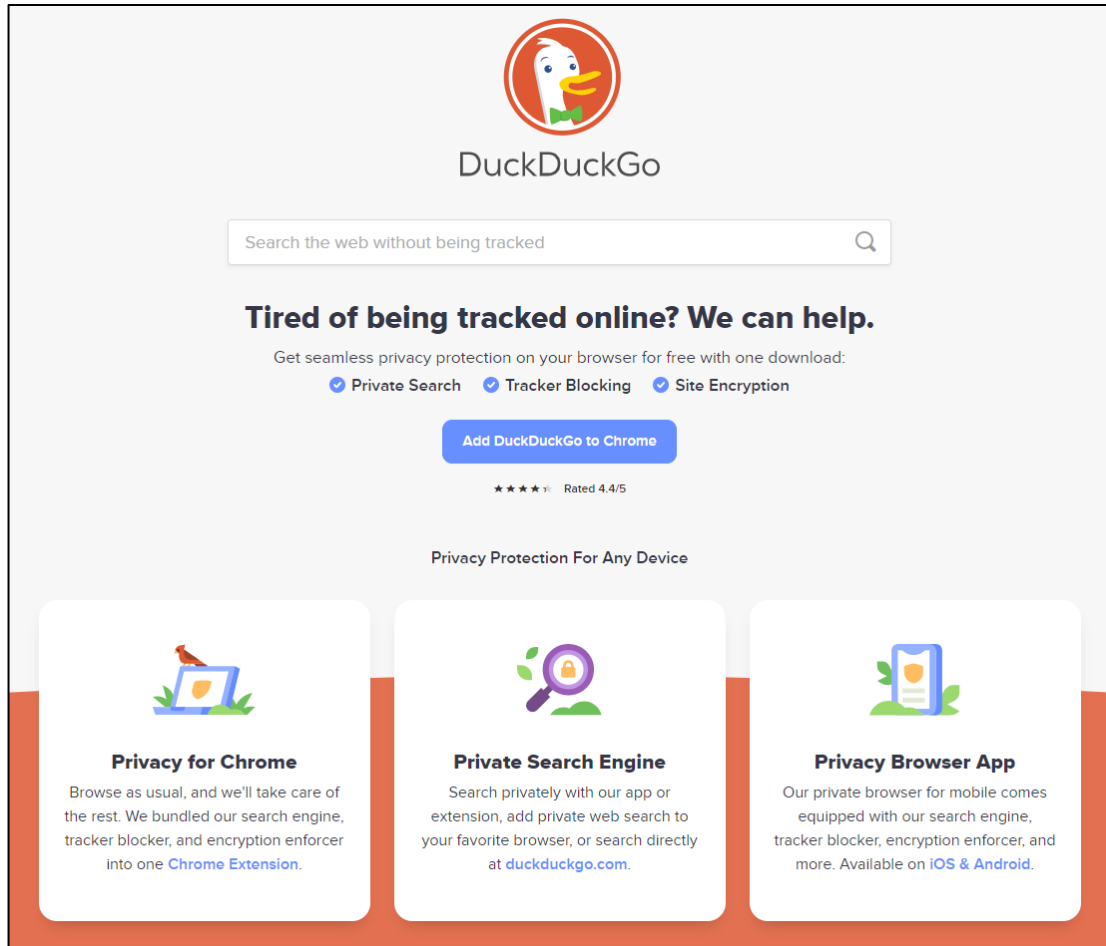 DuckDuckGo
Search the web without being tracked
Tired of being tracked online? We can help.
Get seamless privacy protection on your browser for free with one download:
Private Search Tracker Blocking Site Encryption
Add DuckDuckGo to Chrome
Rated 4.4/5
Privacy Protection For Any Device
Privacy for Chrome
Browse as usual, and we'll take care of
the rest. We bundled our search engine,
tracker blocker, and encryption enforcer
into one Chrome Extension.
Private Search Engine
Search privately with our app or
extension, add private web search to
your favorite browser, or search directly
at duckduckgo.com.
Privacy Browser App
Our private browser for mobile comes
equipped with our search engine,
tracker blocker, encryption enforcer, and
more. Available on iOS & Android.